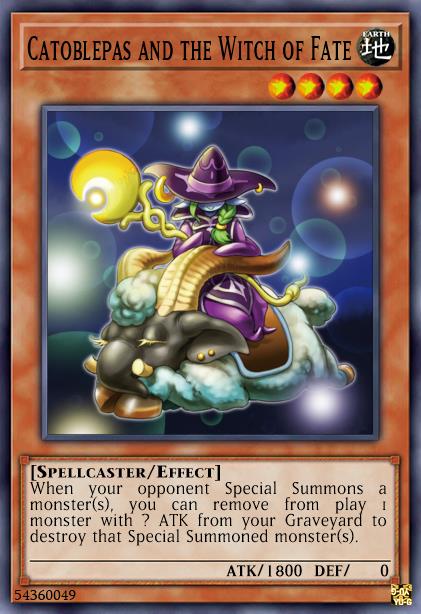 Catoblepas and the Witch of Fate
EARTH
地
[Spellcaster/Effect]
When your opponent Special Summons a
monster(s), you can remove from play 1
monster with ? ATK from your Graveyard to
destroy that Special Summoned monster(s).
ATK/1800 DEF/ 0
54360049